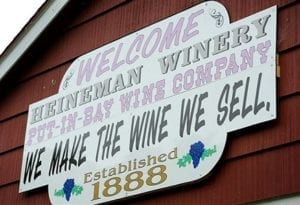 WELCOME
HEINEMAN WINERY
PUT-IN-BAY WINE COMPANY
WE MAKE THE WINE WE SELL.
Established
1888